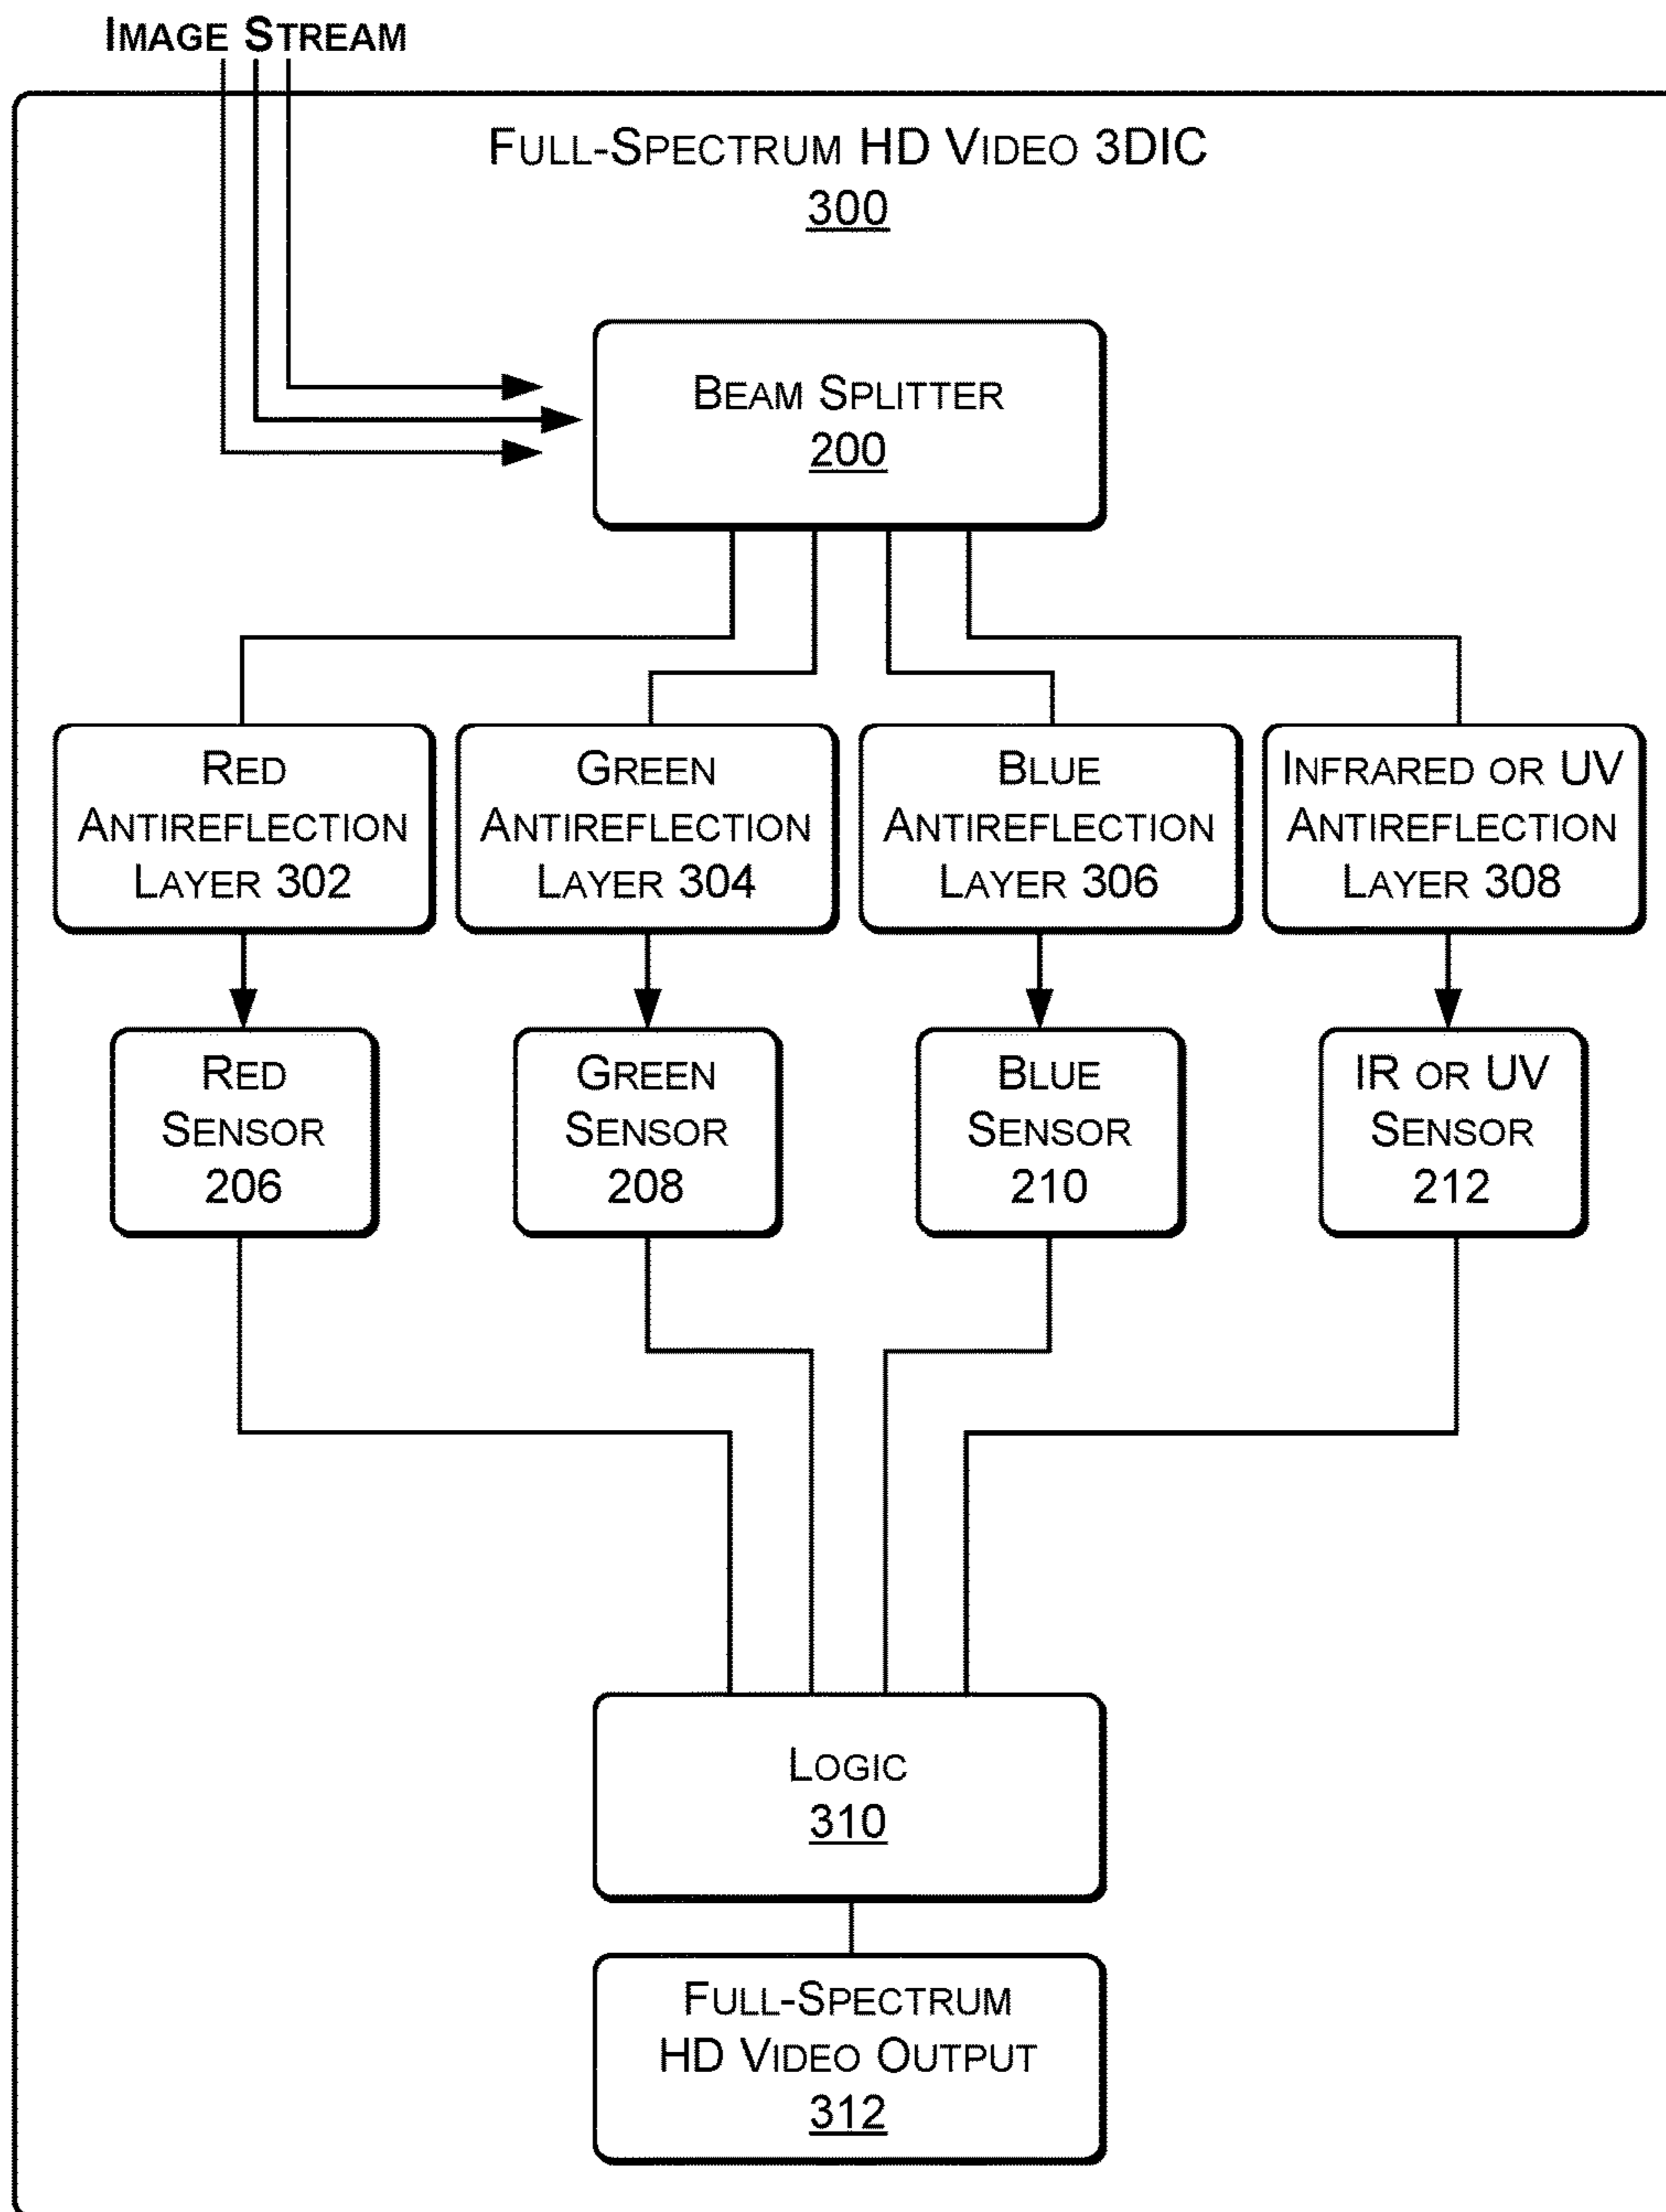 IMAGE STREAM
FULL-SPECTRUM HD VIDEO 3DIC
300
BEAM SPLITTER
200
RED
ANTIREFLECTION
LAYER 302
GREEN
ANTIREFLECTION
LAYER 304
BLUE
ANTIREFLECTION
LAYER 306
INFRARED OR UV
ANTIREFLECTION
LAYER 308
RED
SENSOR
206
GREEN
SENSOR
208
BLUE
SENSOR
210
IR OR UV
SENSOR
212
LOGIC
310
FULL-SPECTRUM
HD VIDEO OUTPUT
312